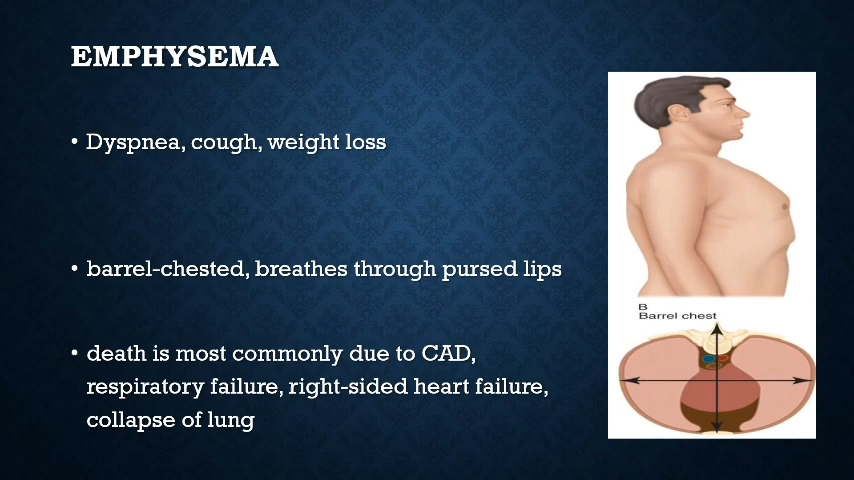 EMPHYSEMA
• Dyspnea, cough, weight loss
• barrel-chested, breathes through pursed lips
• death is most commonly due to CAD,
respiratory failure, right-sided heart failure,
collapse of lung
B
Barrel chest